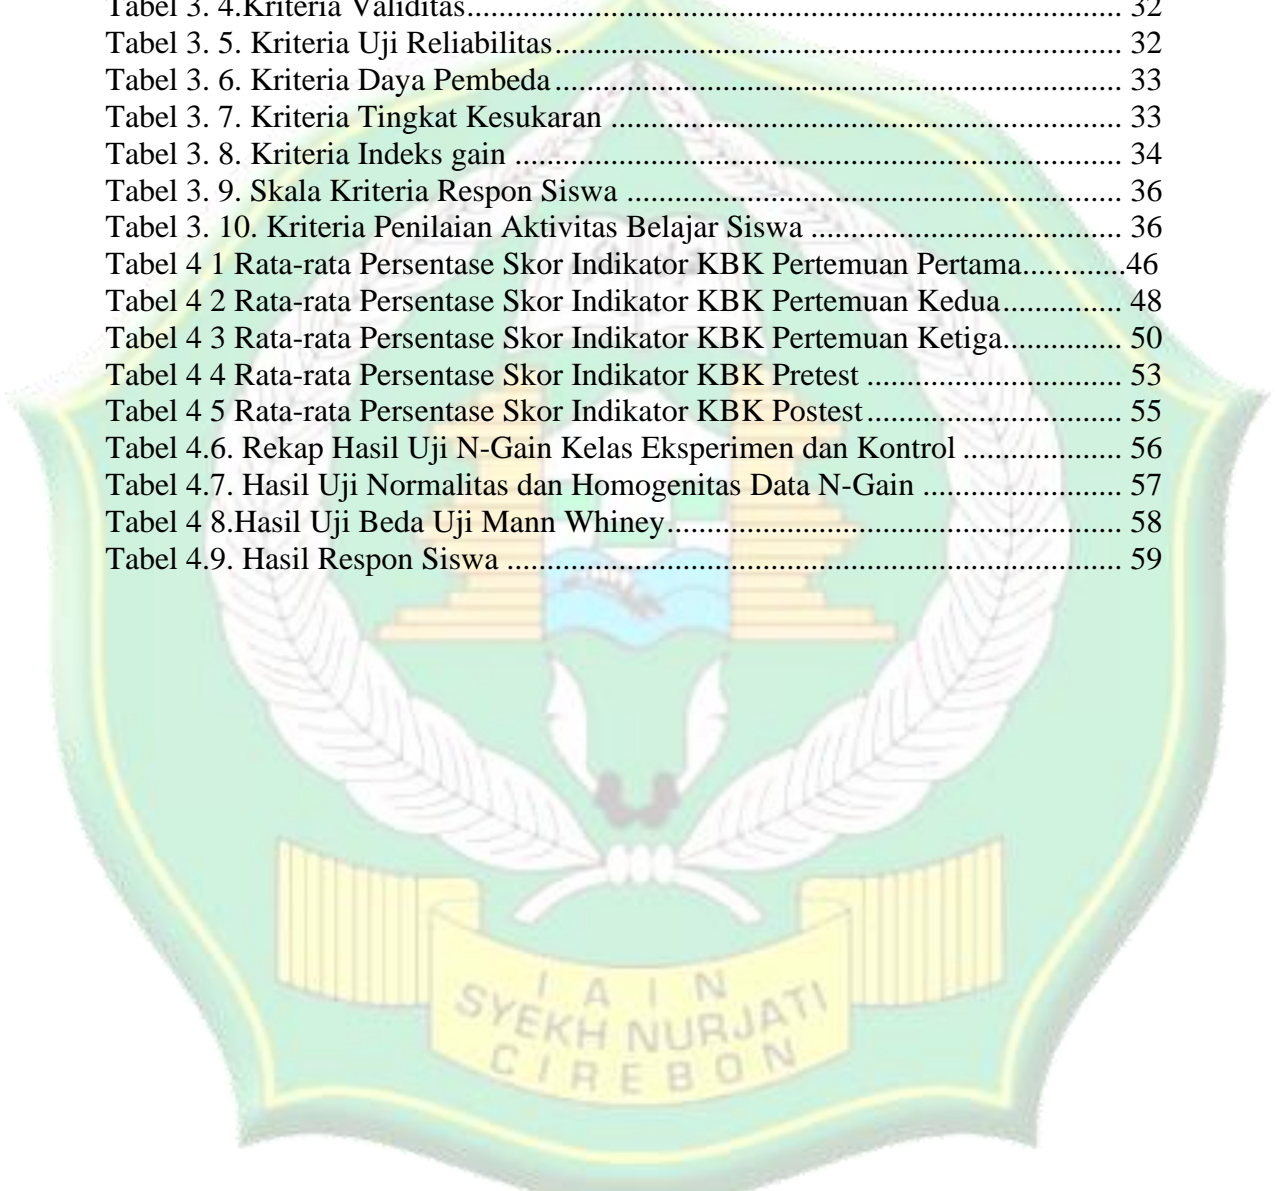 Tabel 3. 4.Kriteria Validitas........................................................................................ 32
Tabel 3. 5. Kriteria Uji Reliabilitas............................................................................ 32
Tabel 3. 6. Kriteria Daya Pembeda............................................................................ 33
Tabel 3. 7. Kriteria Tingkat Kesukaran ..................................................................... 33
Tabel 3. 8. Kriteria Indeks gain ................................................................................. 34
Tabel 3. 9. Skala Kriteria Respon Siswa ................................................................... 36
Tabel 3. 10. Kriteria Penilaian Aktivitas Belajar Siswa .......................................... 36
Tabel 4 1 Rata-rata Persentase Skor Indikator KBK Pertemuan Pertama.............46
Tabel 4 2 Rata-rata Persentase Skor Indikator KBK Pertemuan Kedua................ 48
Tabel 4 3 Rata-rata Persentase Skor Indikator KBK Pertemuan Ketiga................ 50
Tabel 4 4 Rata-rata Persentase Skor Indikator KBK Pretest .................................. 53
Tabel 4 5 Rata-rata Persentase Skor Indikator KBK Postest.................................. 55
Tabel 4.6. Rekap Hasil Uji N-Gain Kelas Eksperimen dan Kontrol ..................... 56
Tabel 4.7. Hasil Uji Normalitas dan Homogenitas Data N-Gain ........................... 57
Tabel 4 8.Hasil Uji Beda Uji Mann Whiney............................................................. 58
Tabel 4.9. Hasil Respon Siswa .................................................................................. 59
I A I N
SYEKH NURJATI
CIREBON